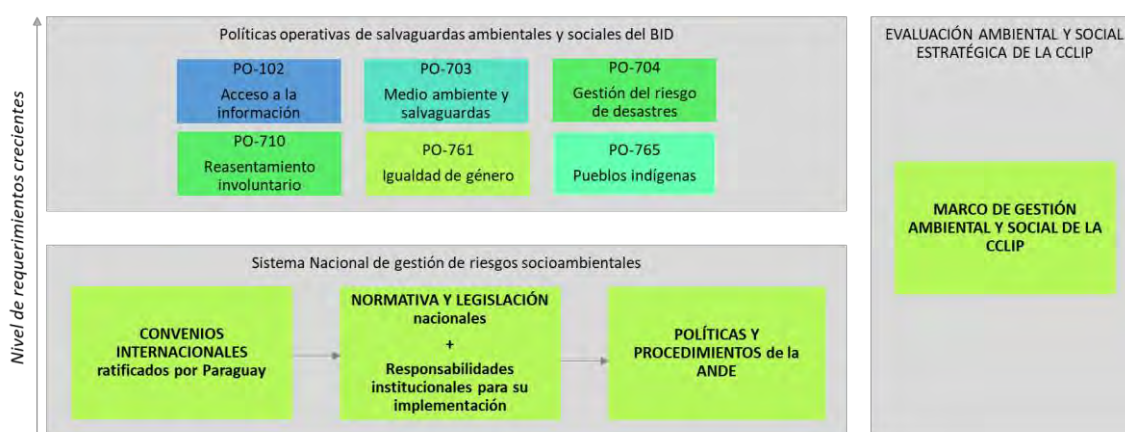 Nivel de requerimientos crecientes
Políticas operativas de salvaguardas ambientales y sociales del BID
PO-102
Acceso a la
información
PO-703
Medio ambiente y
salvaguardas
PO-704
Gestión del riesgo
de desastres
PO-710
Reasentamiento
involuntario
PO-761
Igualdad de género
PO-765
Pueblos indígenas
Sistema Nacional de gestión de riesgos socioambientales
CONVENIOS
INTERNACIONALES
ratificados por Paraguay
NORMATIVA Y LEGISLACIÓN
nacionales
+
Responsabilidades
institucionales para su
implementación
POLÍTICAS Y
PROCEDIMIENTOS de la
ANDE
EVALUACIÓN AMBIENTAL Y SOCIAL
ESTRATÉGICA DE LA CCLIP
MARCO DE GESTIÓN
AMBIENTAL Y SOCIAL DE LA
CCLIP